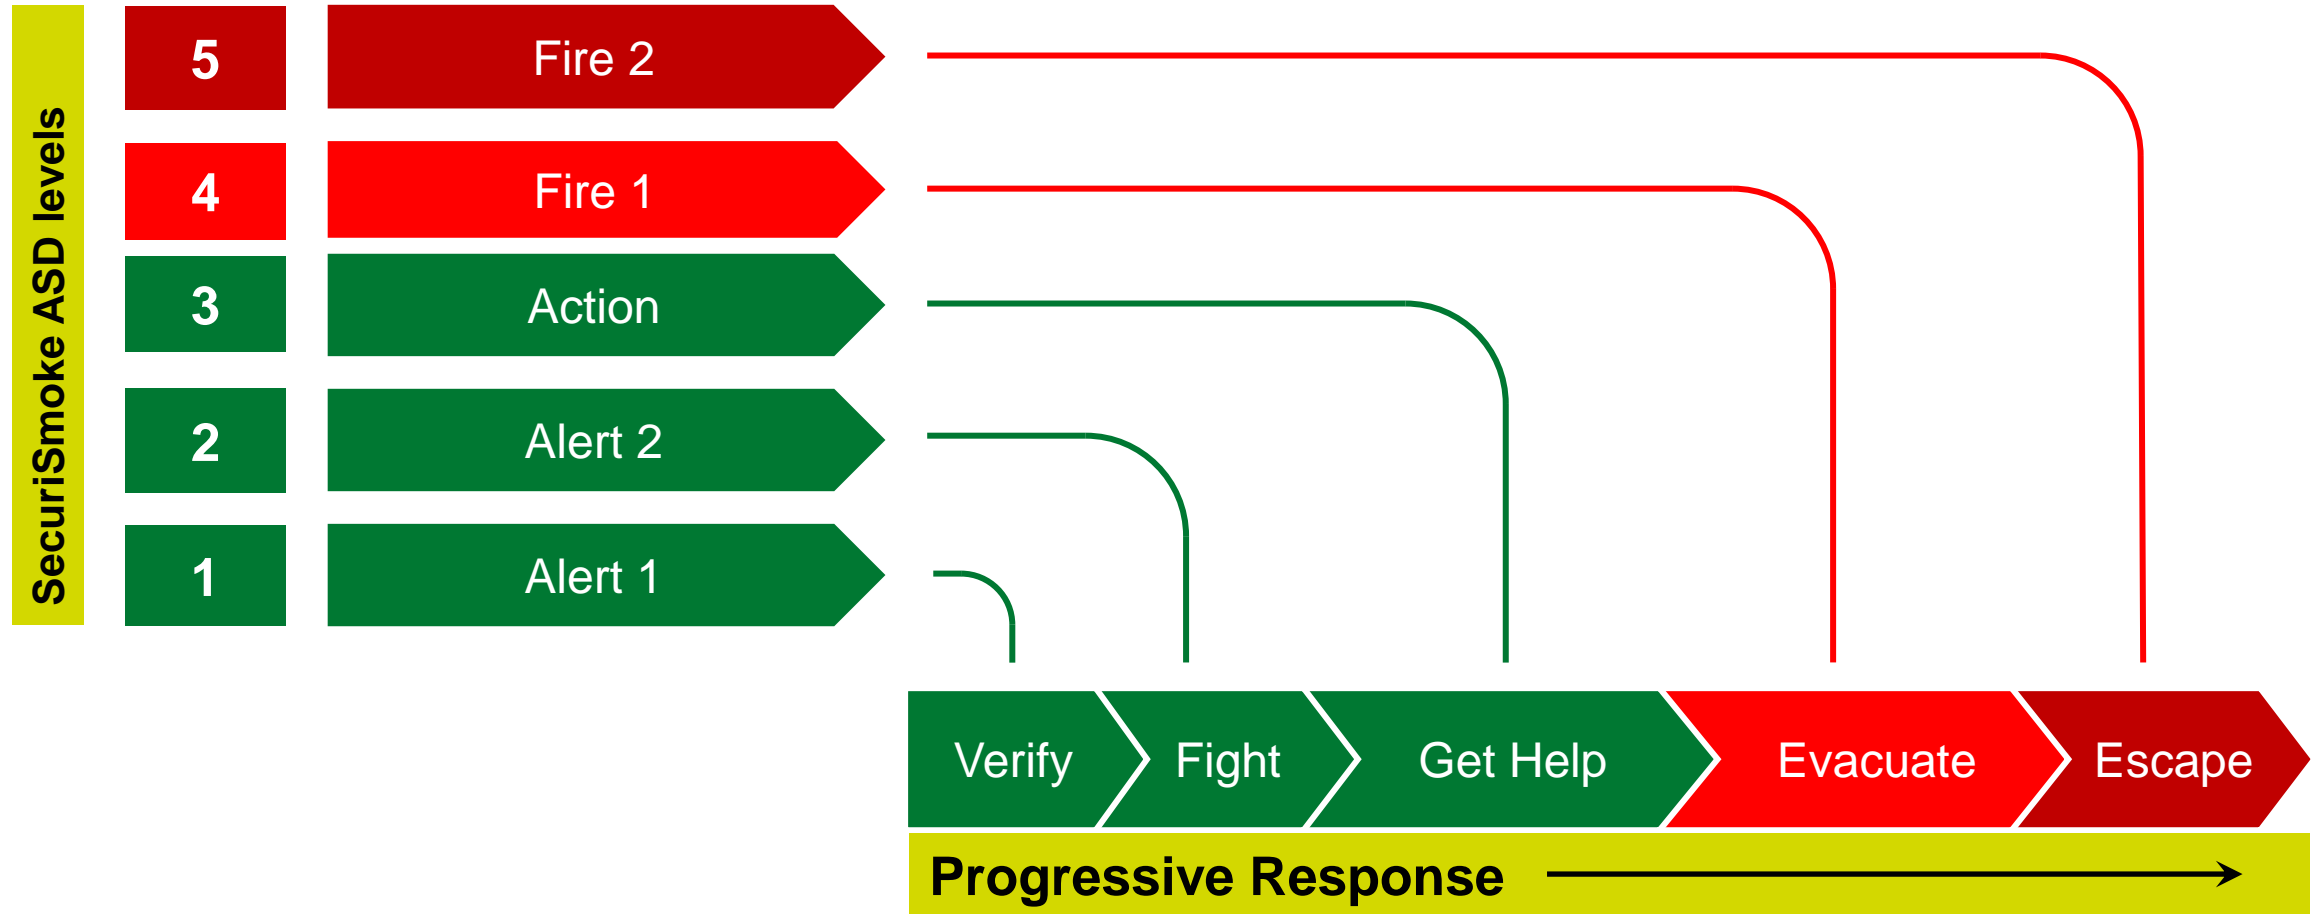 SecuriSmoke ASD levels
5
Fire 2
4
Fire 1
3
Action
2
Alert 2
1
Alert 1
Verify
Fight
Get Help
Evacuate
Escape
Progressive Response